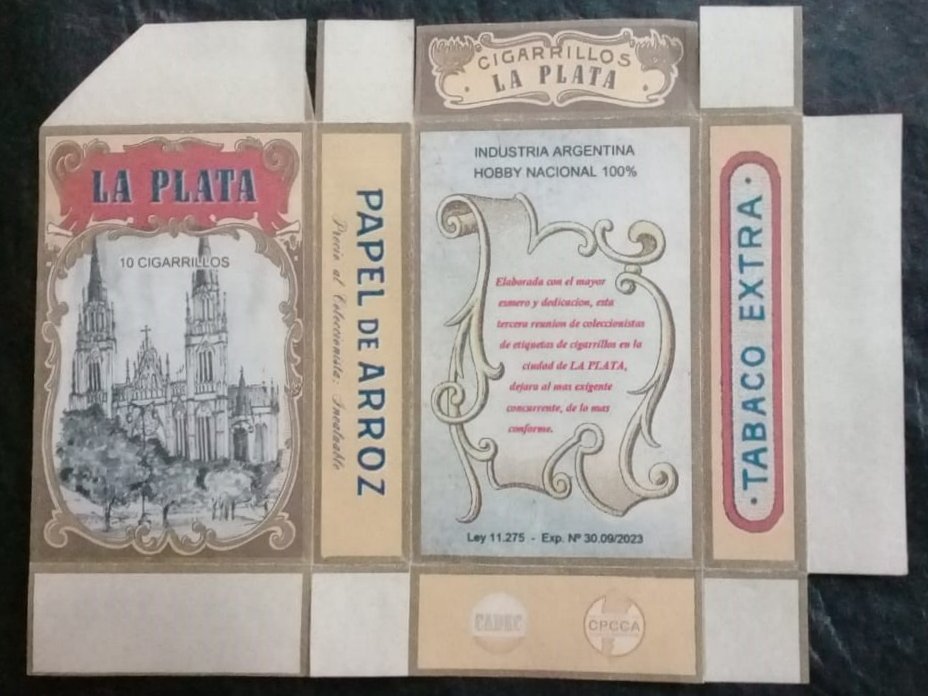 LA PLATA
10 CIGARRILLOS
PAPEL DE ARROZ
Precio al Coleccionista: Invaluable
CIGARRILLOS
LA PLATA
INDUSTRIA ARGENTINA
HOBBY NACIONAL 100%
Elaborada con el mayor
esmero y dedicacion, esta
tercera reunion de coleccionistas
de etiquetas de cigarrillos en la
ciudad de LA PLATA,
dejara al mas exigente
concurrente, de lo mas
conforme.
Ley 11.275 - Exp. Nº 30.09/2023
CADEC
CPCCA
·TABACO EXTRA·